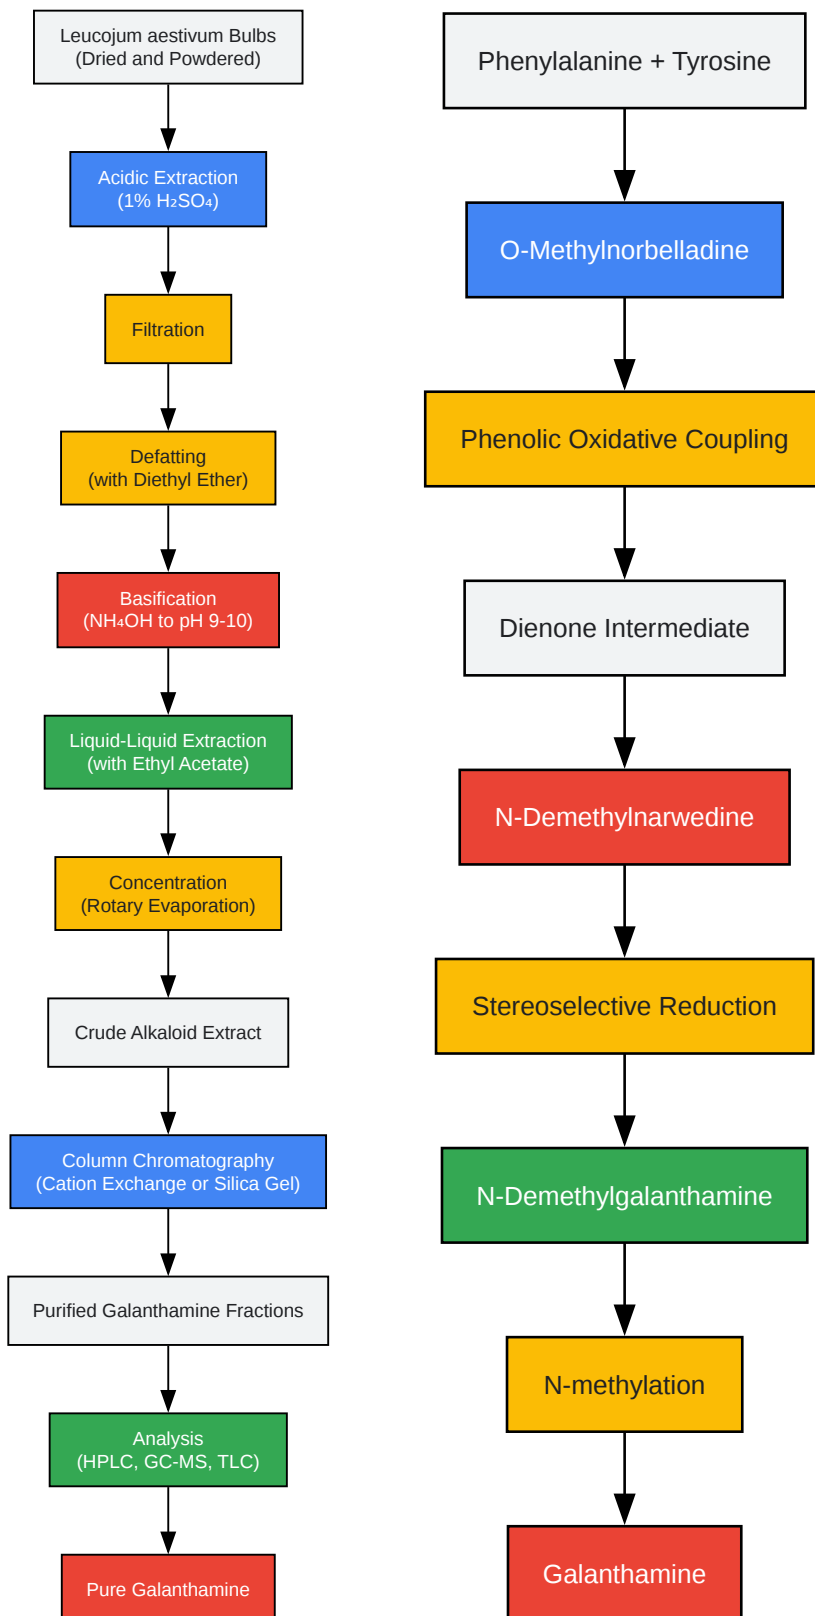 Leucojum aestivum Bulbs
(Dried and Powdered)
Acidic Extraction
(1% H₂SO₄)
Filtration
Defatting
(with Diethyl Ether)
Basification
(NH₄OH to pH 9-10)
Liquid-Liquid Extraction
(with Ethyl Acetate)
Concentration
(Rotary Evaporation)
Crude Alkaloid Extract
Column Chromatography
(Cation Exchange or Silica Gel)
Purified Galanthamine Fractions
Analysis
(HPLC, GC-MS, TLC)
Pure Galanthamine
Phenylalanine + Tyrosine
O-Methylnorbelladine
Phenolic Oxidative Coupling
Dienone Intermediate
N-Demethylnarwedine
Stereoselective Reduction
N-Demethylgalanthamine
N-methylation
Galanthamine